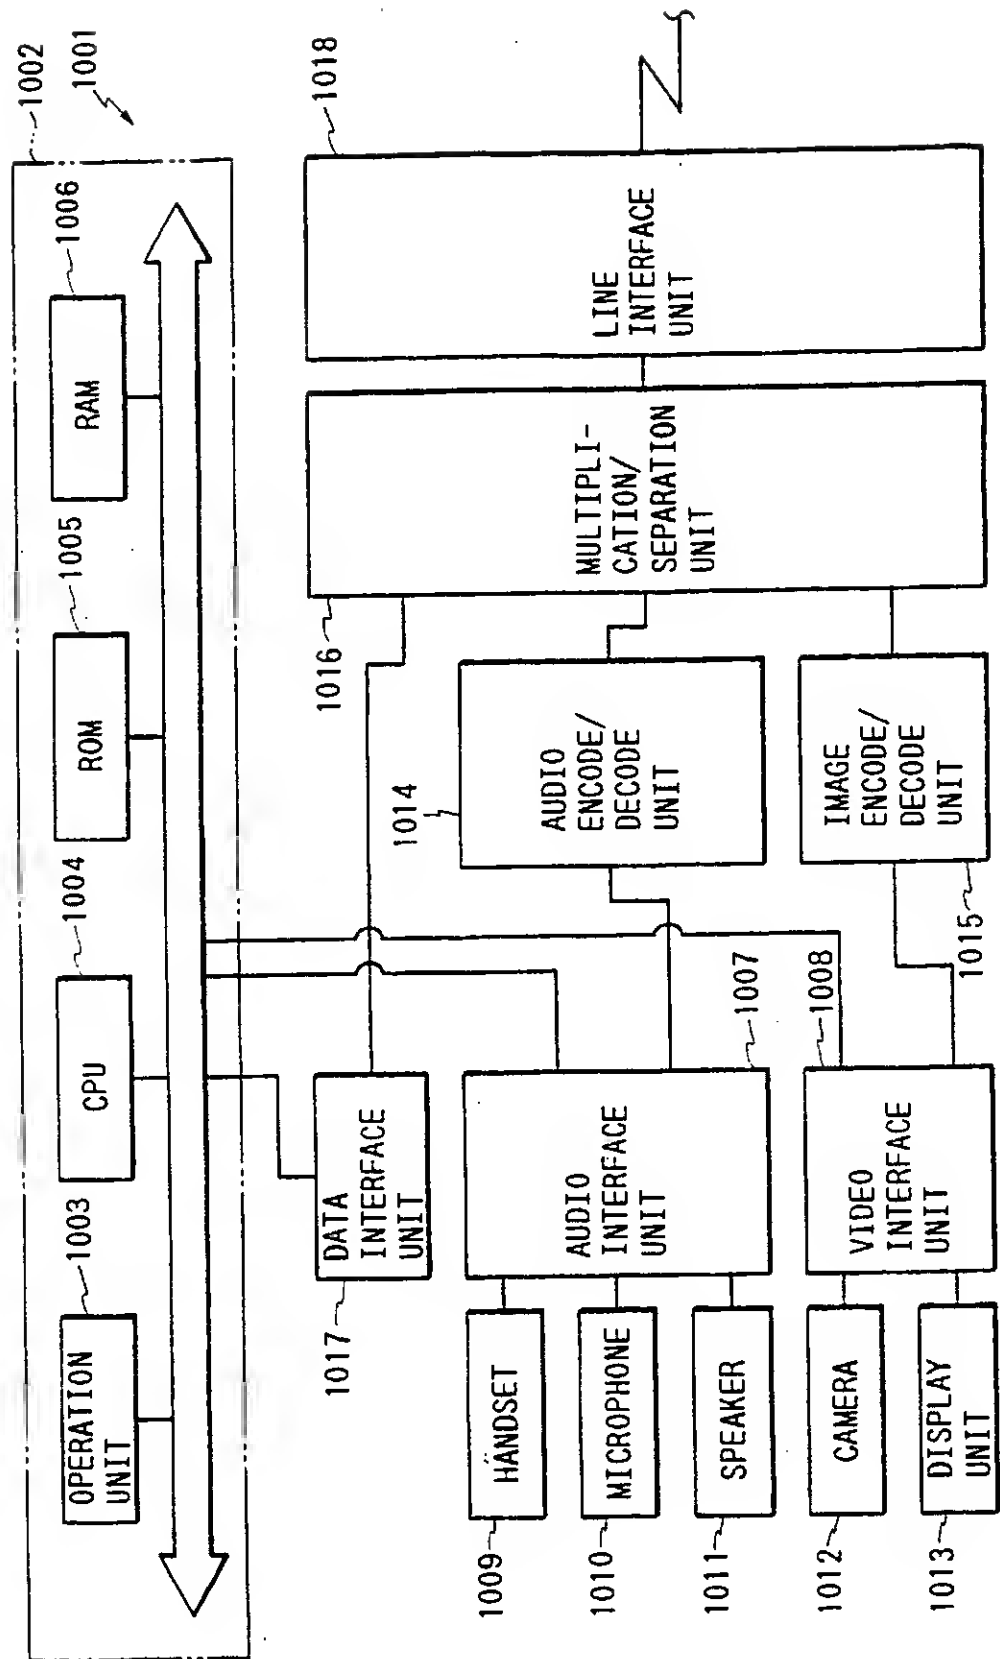 1002
1001
1003
1004
1005
1006
OPERATION
UNIT
CPU
ROM
RAM
1017
DATA
INTERFACE
UNIT
1016
MULTIPLI-
CATION/
SEPARATION
UNIT
1018
LINE
INTERFACE
UNIT
1009
HANDSET
1010
MICROPHONE
1011
SPEAKER
AUDIO
INTERFACE
UNIT
1007
1014
AUDIO
ENCODE/
DECODE
UNIT
1012
CAMERA
1013
DISPLAY
UNIT
1008
VIDEO
INTERFACE
UNIT
1015
IMAGE
ENCODE/
DECODE
UNIT